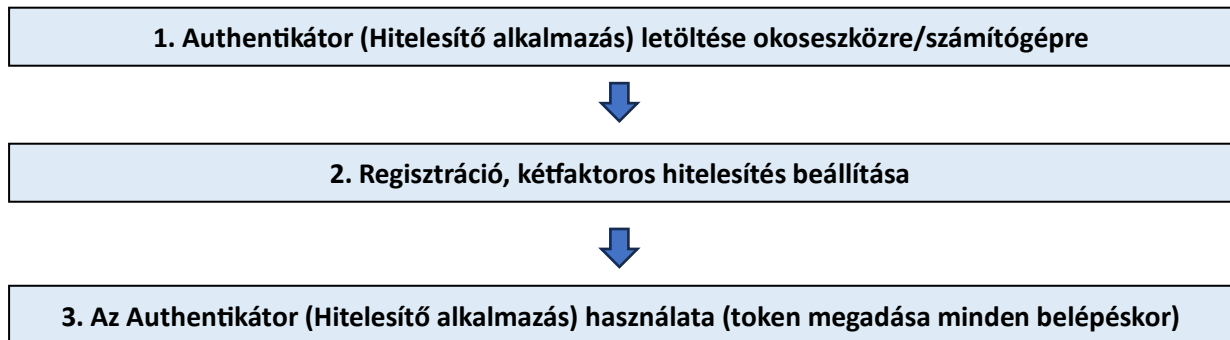 1. Authentikátor (Hitelesítő alkalmazás) letöltése okoseszközre/számítógépre
2. Regisztráció, kétfaktoros hitelesítés beállítása
3. Az Authentikátor (Hitelesítő alkalmazás) használata (token megadása minden belépéskor)